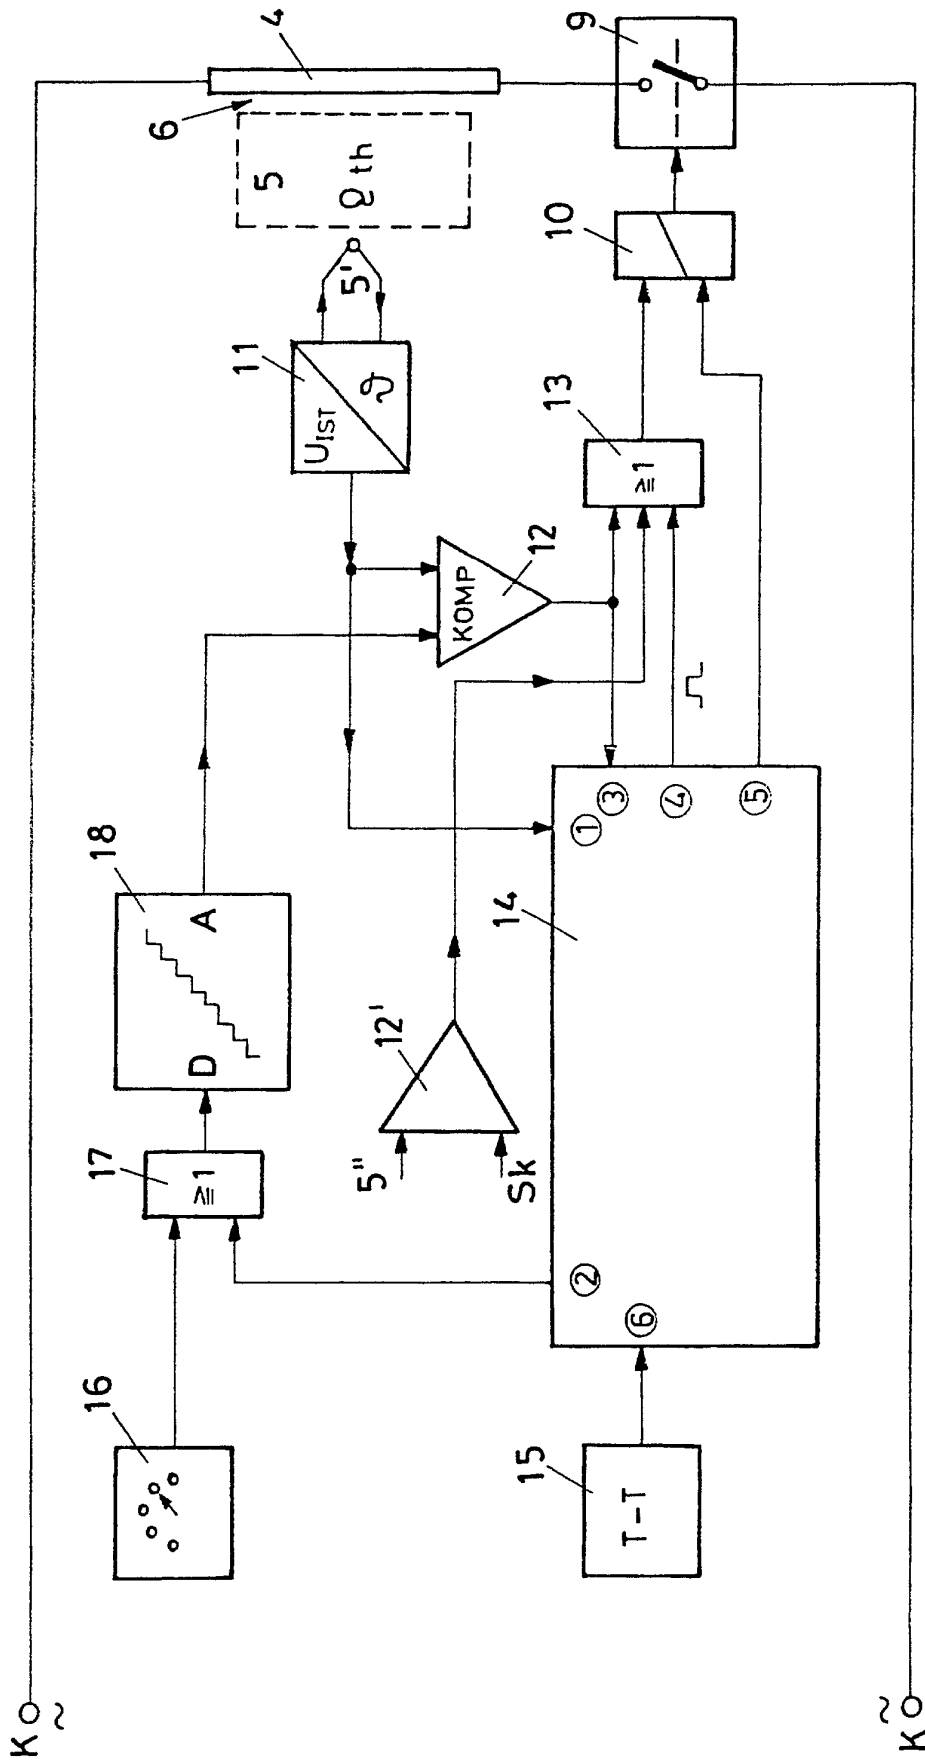 K
~
K
~
16
15
T-T
17
≧1
18
D
A
5"
Sk
12'
14
①
②
③
④
⑤
⑥
KOMP
12
11
U_IST
ϑ
5'
13
≧1
10
6
5
Q th
4
9